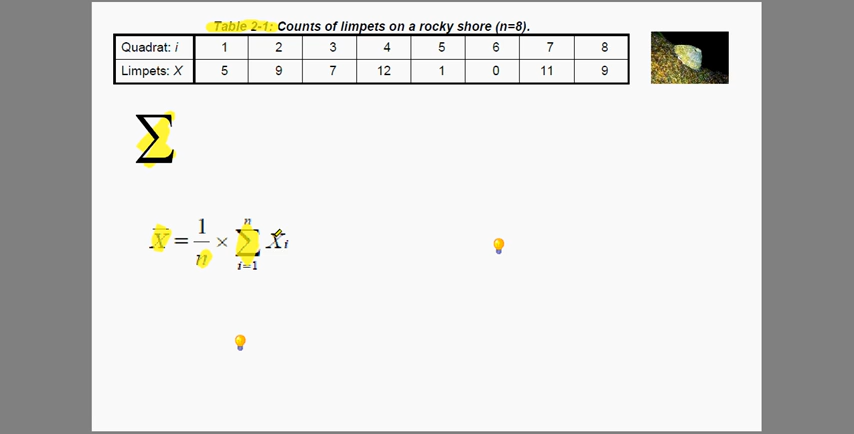 Table 2-1: Counts of limpets on a rocky shore (n=8).
Quadrat: i 1 2 3 4 5 6 7 8
Limpets: X 5 9 7 12 1 0 11 9
Σ
X̅ = 1/n × Σ_{i=1}^{n} X_i